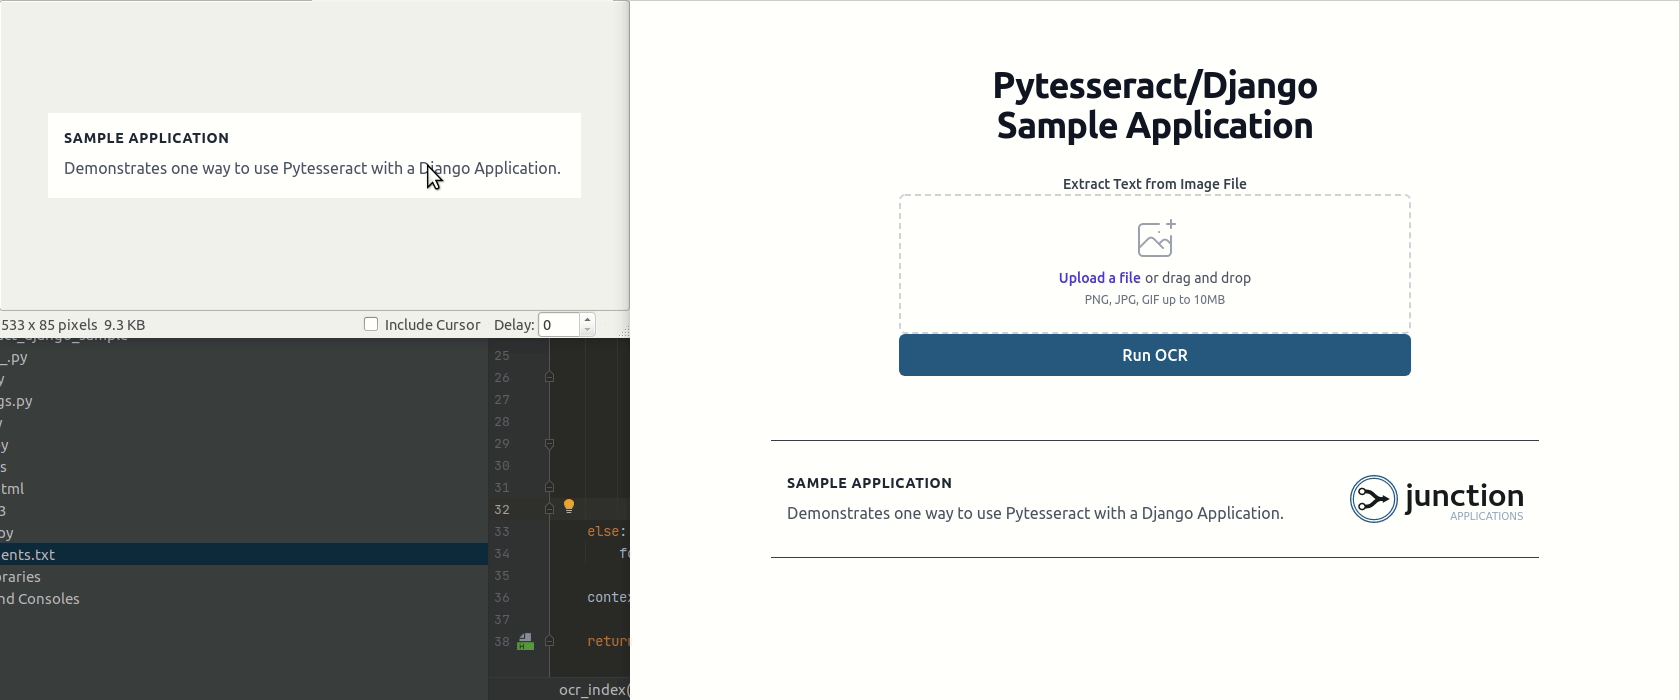 SAMPLE APPLICATION
Demonstrates one way to use Pytesseract with a Django Application.
533 x 85 pixels 9.3 KB
Include Cursor
Delay: 0
_.py
y
gs.py
y
s
tml
3
py
ents.txt
raries
nd Consoles
25
26
27
28
29
30
31
32
33 else:
34
35
36 contex
37
38 return
ocr_index(
Pytesseract/Django
Sample Application
Extract Text from Image File
Upload a file or drag and drop
PNG, JPG, GIF up to 10MB
Run OCR
SAMPLE APPLICATION
Demonstrates one way to use Pytesseract with a Django Application.
junction
APPLICATIONS